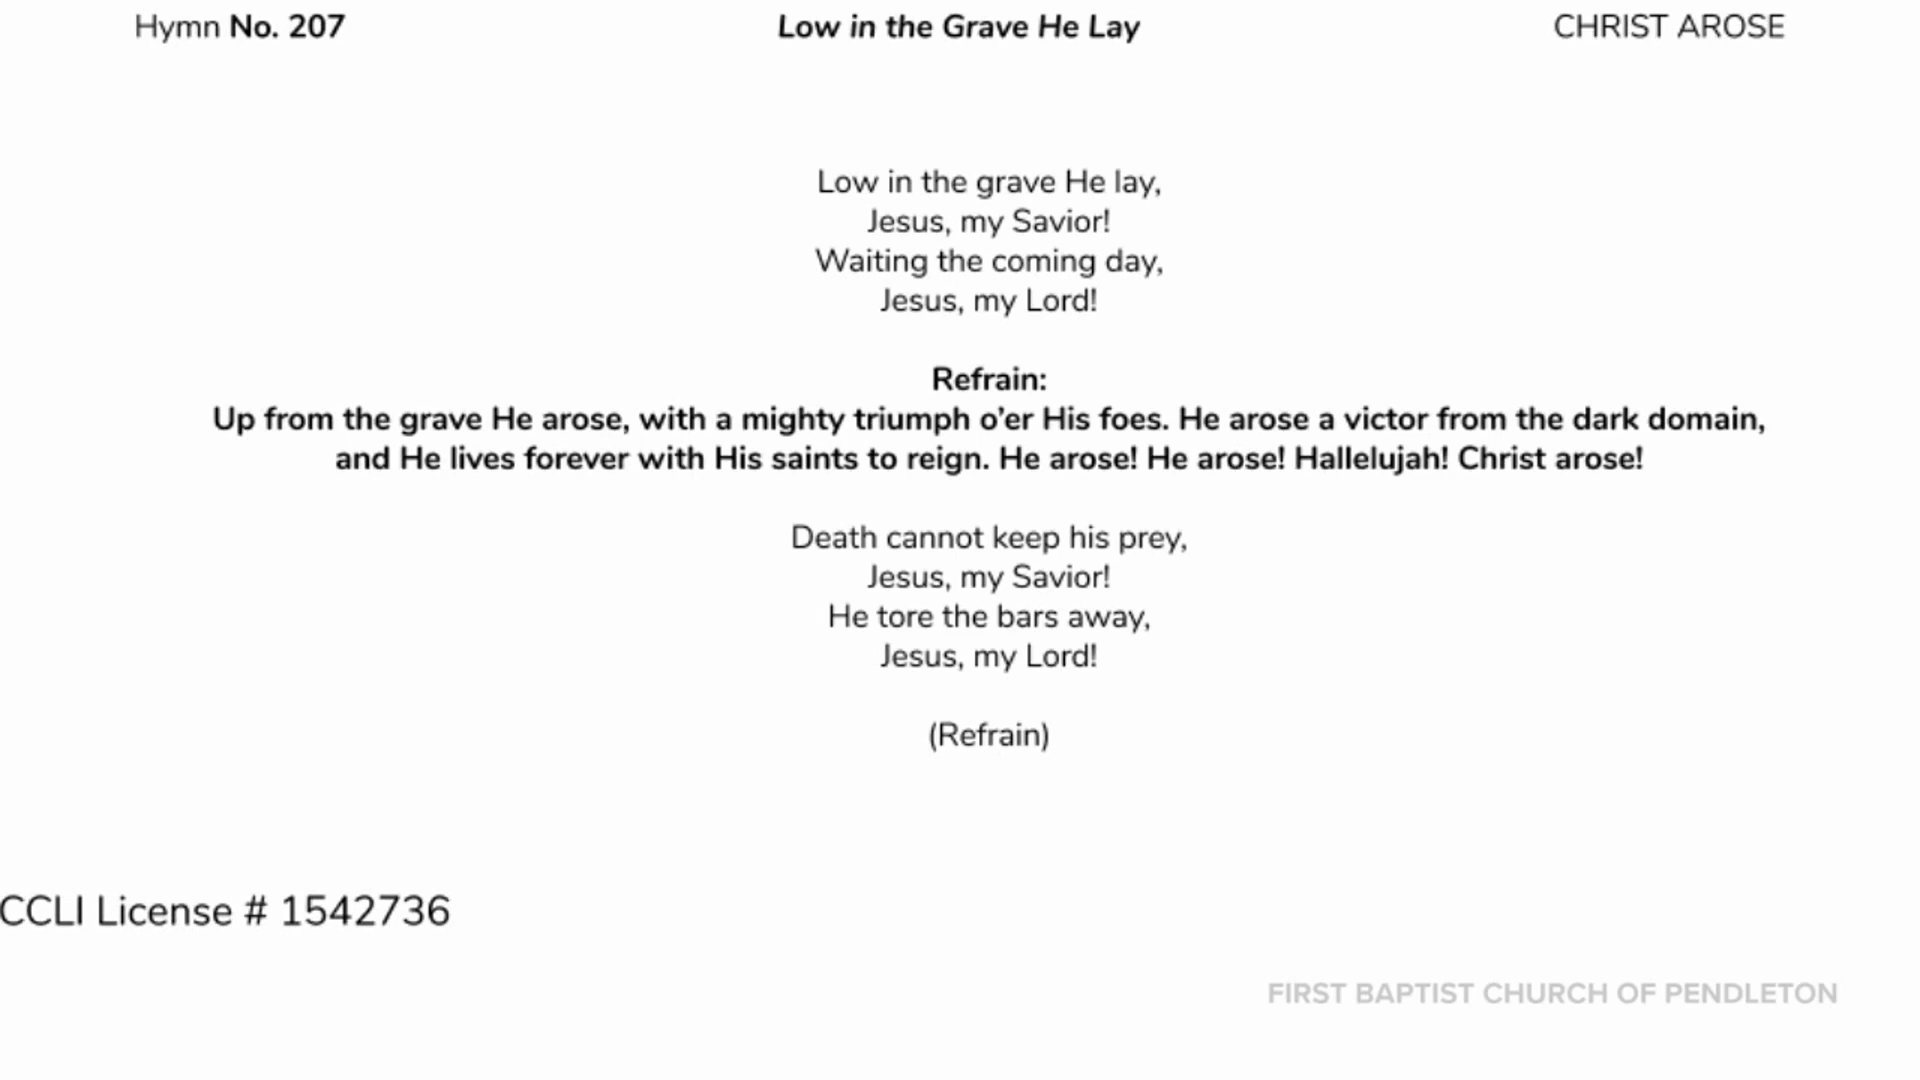 Hymn No. 207
Low in the Grave He Lay
CHRIST AROSE
Low in the grave He lay,
Jesus, my Savior!
Waiting the coming day,
Jesus, my Lord!
Refrain:
Up from the grave He arose, with a mighty triumph o’er His foes. He arose a victor from the dark domain,
and He lives forever with His saints to reign. He arose! He arose! Hallelujah! Christ arose!
Death cannot keep his prey,
Jesus, my Savior!
He tore the bars away,
Jesus, my Lord!
(Refrain)
CCLI License # 1542736
FIRST BAPTIST CHURCH OF PENDLETON